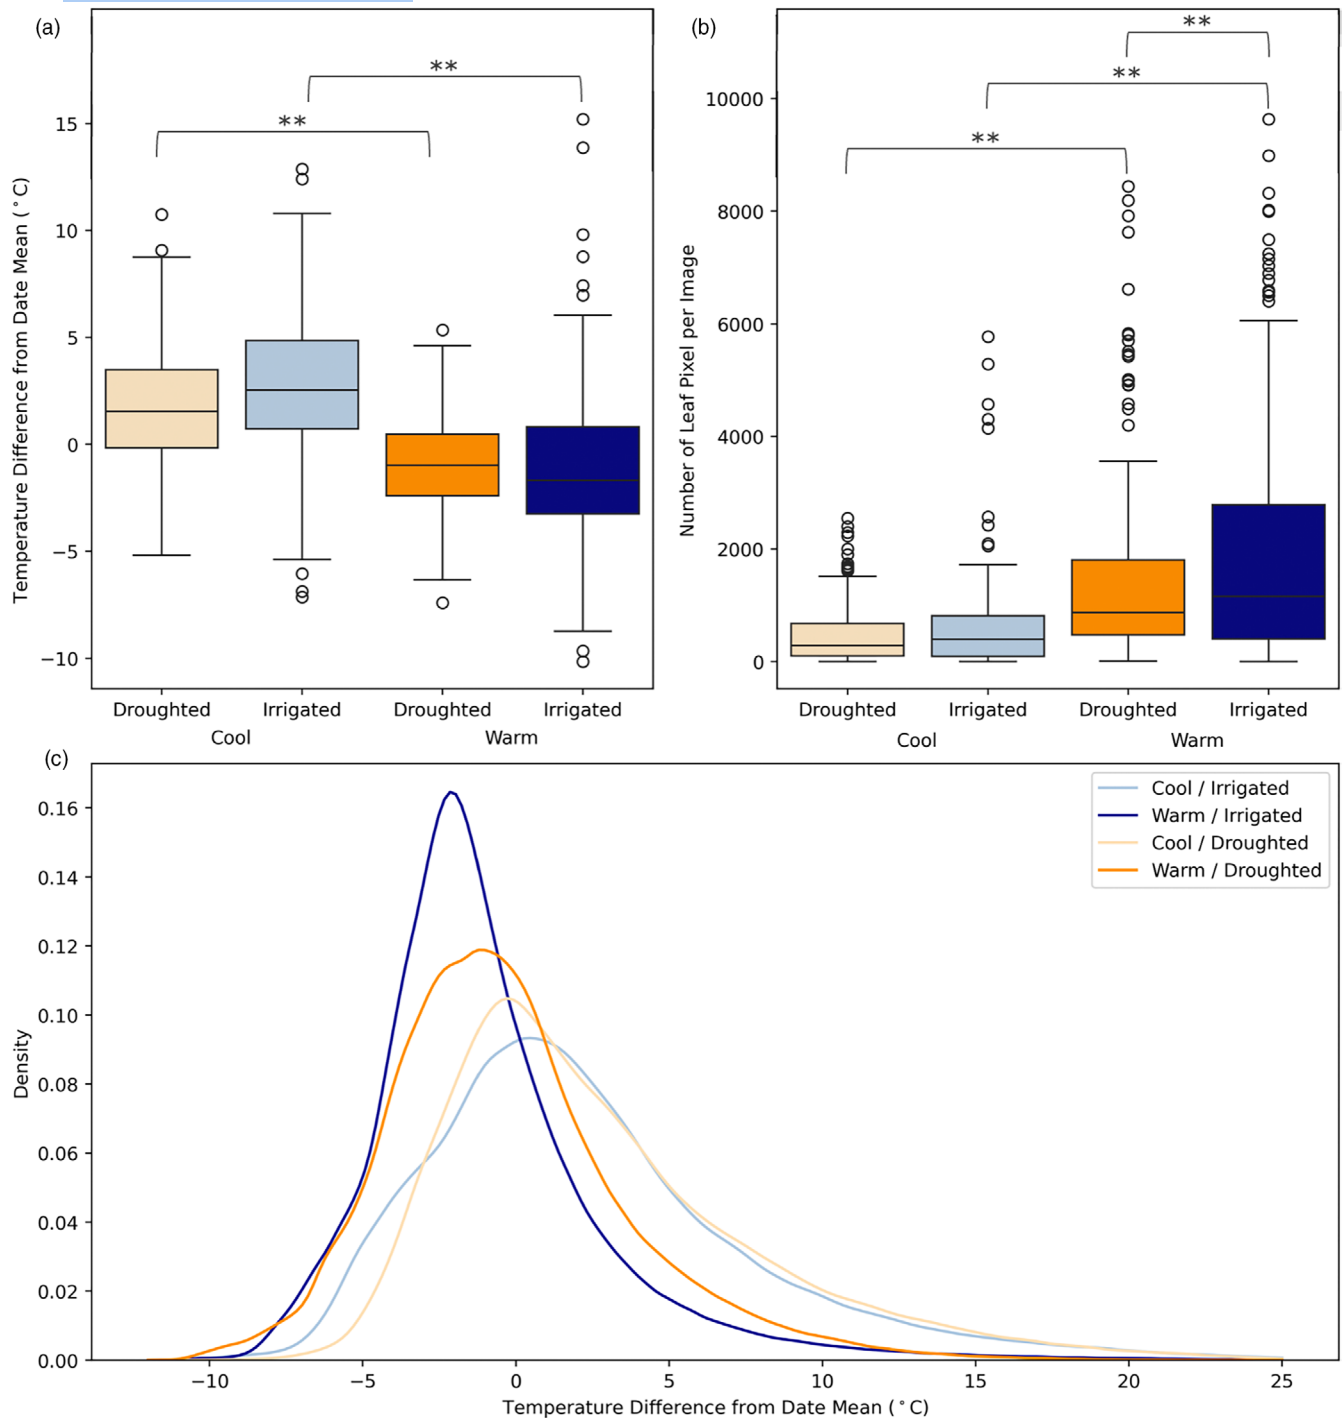 (a)
**
**
15
10
5
0
−5
−10
Temperature Difference from Date Mean (°C)
Droughted Irrigated Droughted Irrigated
Cool Warm
(b)
**
**
**
10000
8000
6000
4000
2000
0
Number of Leaf Pixel per Image
Droughted Irrigated Droughted Irrigated
Cool Warm
(c)
Cool / Irrigated
Warm / Irrigated
Cool / Droughted
Warm / Droughted
0.16
0.14
0.12
0.10
0.08
0.06
0.04
0.02
0.00
Density
−10 −5 0 5 10 15 20 25
Temperature Difference from Date Mean (°C)